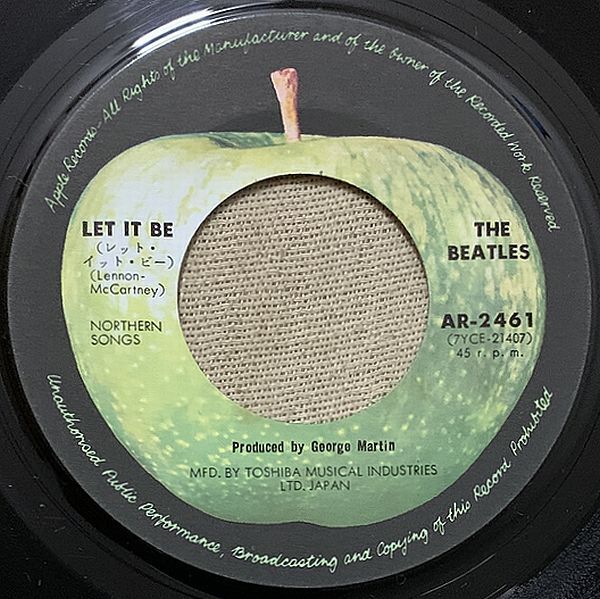 Apple Records-All Rights of the Manufacturer and of the Owner of the Recorded Work Reserved
LET IT BE
(レット・
イット・ビー)
(Lennon-
McCartney)
NORTHERN
SONGS
THE
BEATLES
AR-2461
(7YCE-21407)
45 r. p. m.
Produced by George Martin
MFD. BY TOSHIBA MUSICAL INDUSTRIES
LTD. JAPAN
Unauthorised Public Performance, Broadcasting and Copying of this Record Prohibited